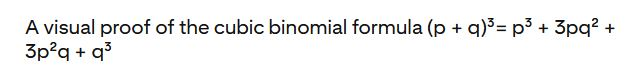 A visual proof of the cubic binomial formula (p + q)³= p³ + 3pq² +
3p²q + q³